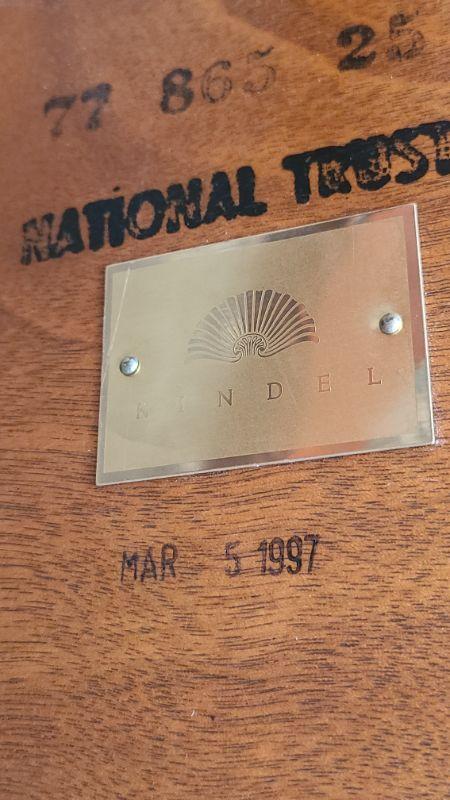 77 865 25
NATIONAL TRUST
KINDEL
MAR 5 1997